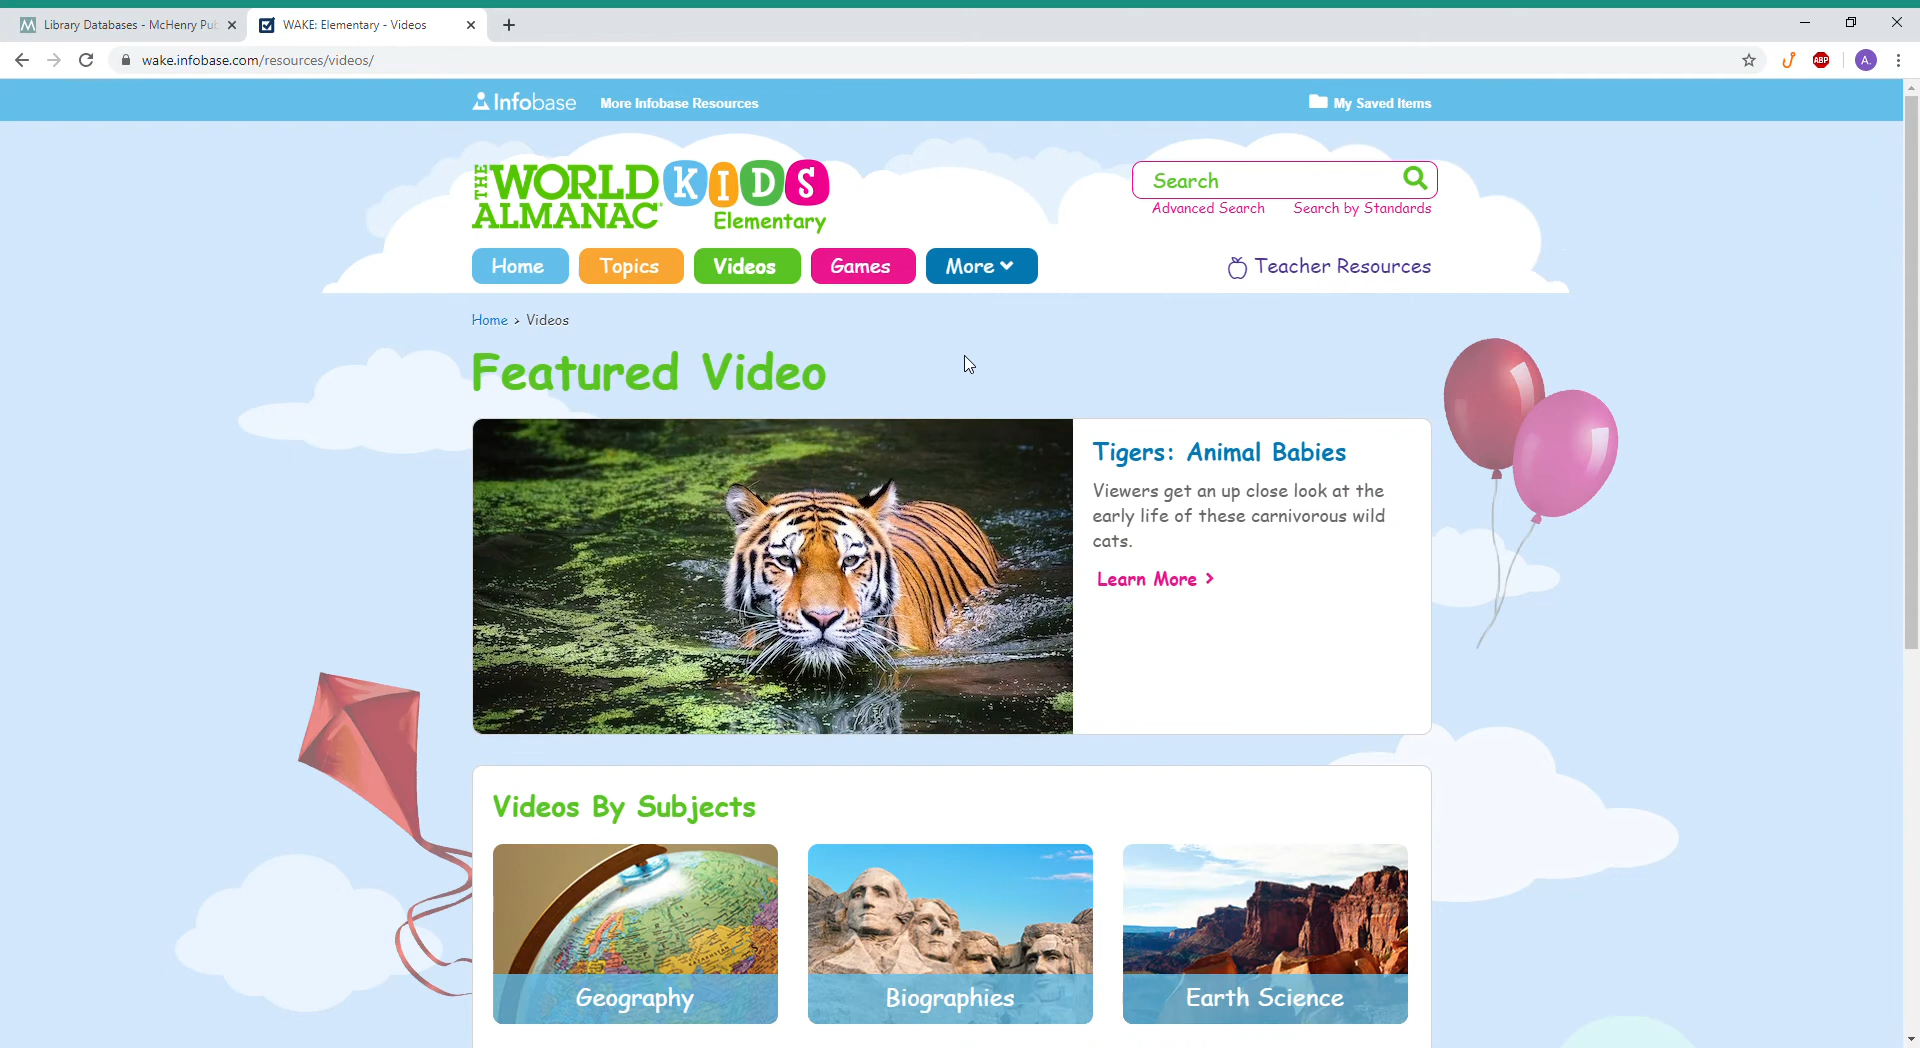 Library Databases - McHenry Pub
WAKE: Elementary - Videos
wake.infobase.com/resources/videos/
ABP
A.
Infobase
More Infobase Resources
My Saved Items
THE WORLD ALMANAC® KIDS
Elementary
Search
Advanced Search
Search by Standards
Home
Topics
Videos
Games
More
Teacher Resources
Home > Videos
Featured Video
Tigers: Animal Babies
Viewers get an up close look at the
early life of these carnivorous wild
cats.
Learn More >
Videos By Subjects
KAZAKHSTAN
Geography
Biographies
Earth Science